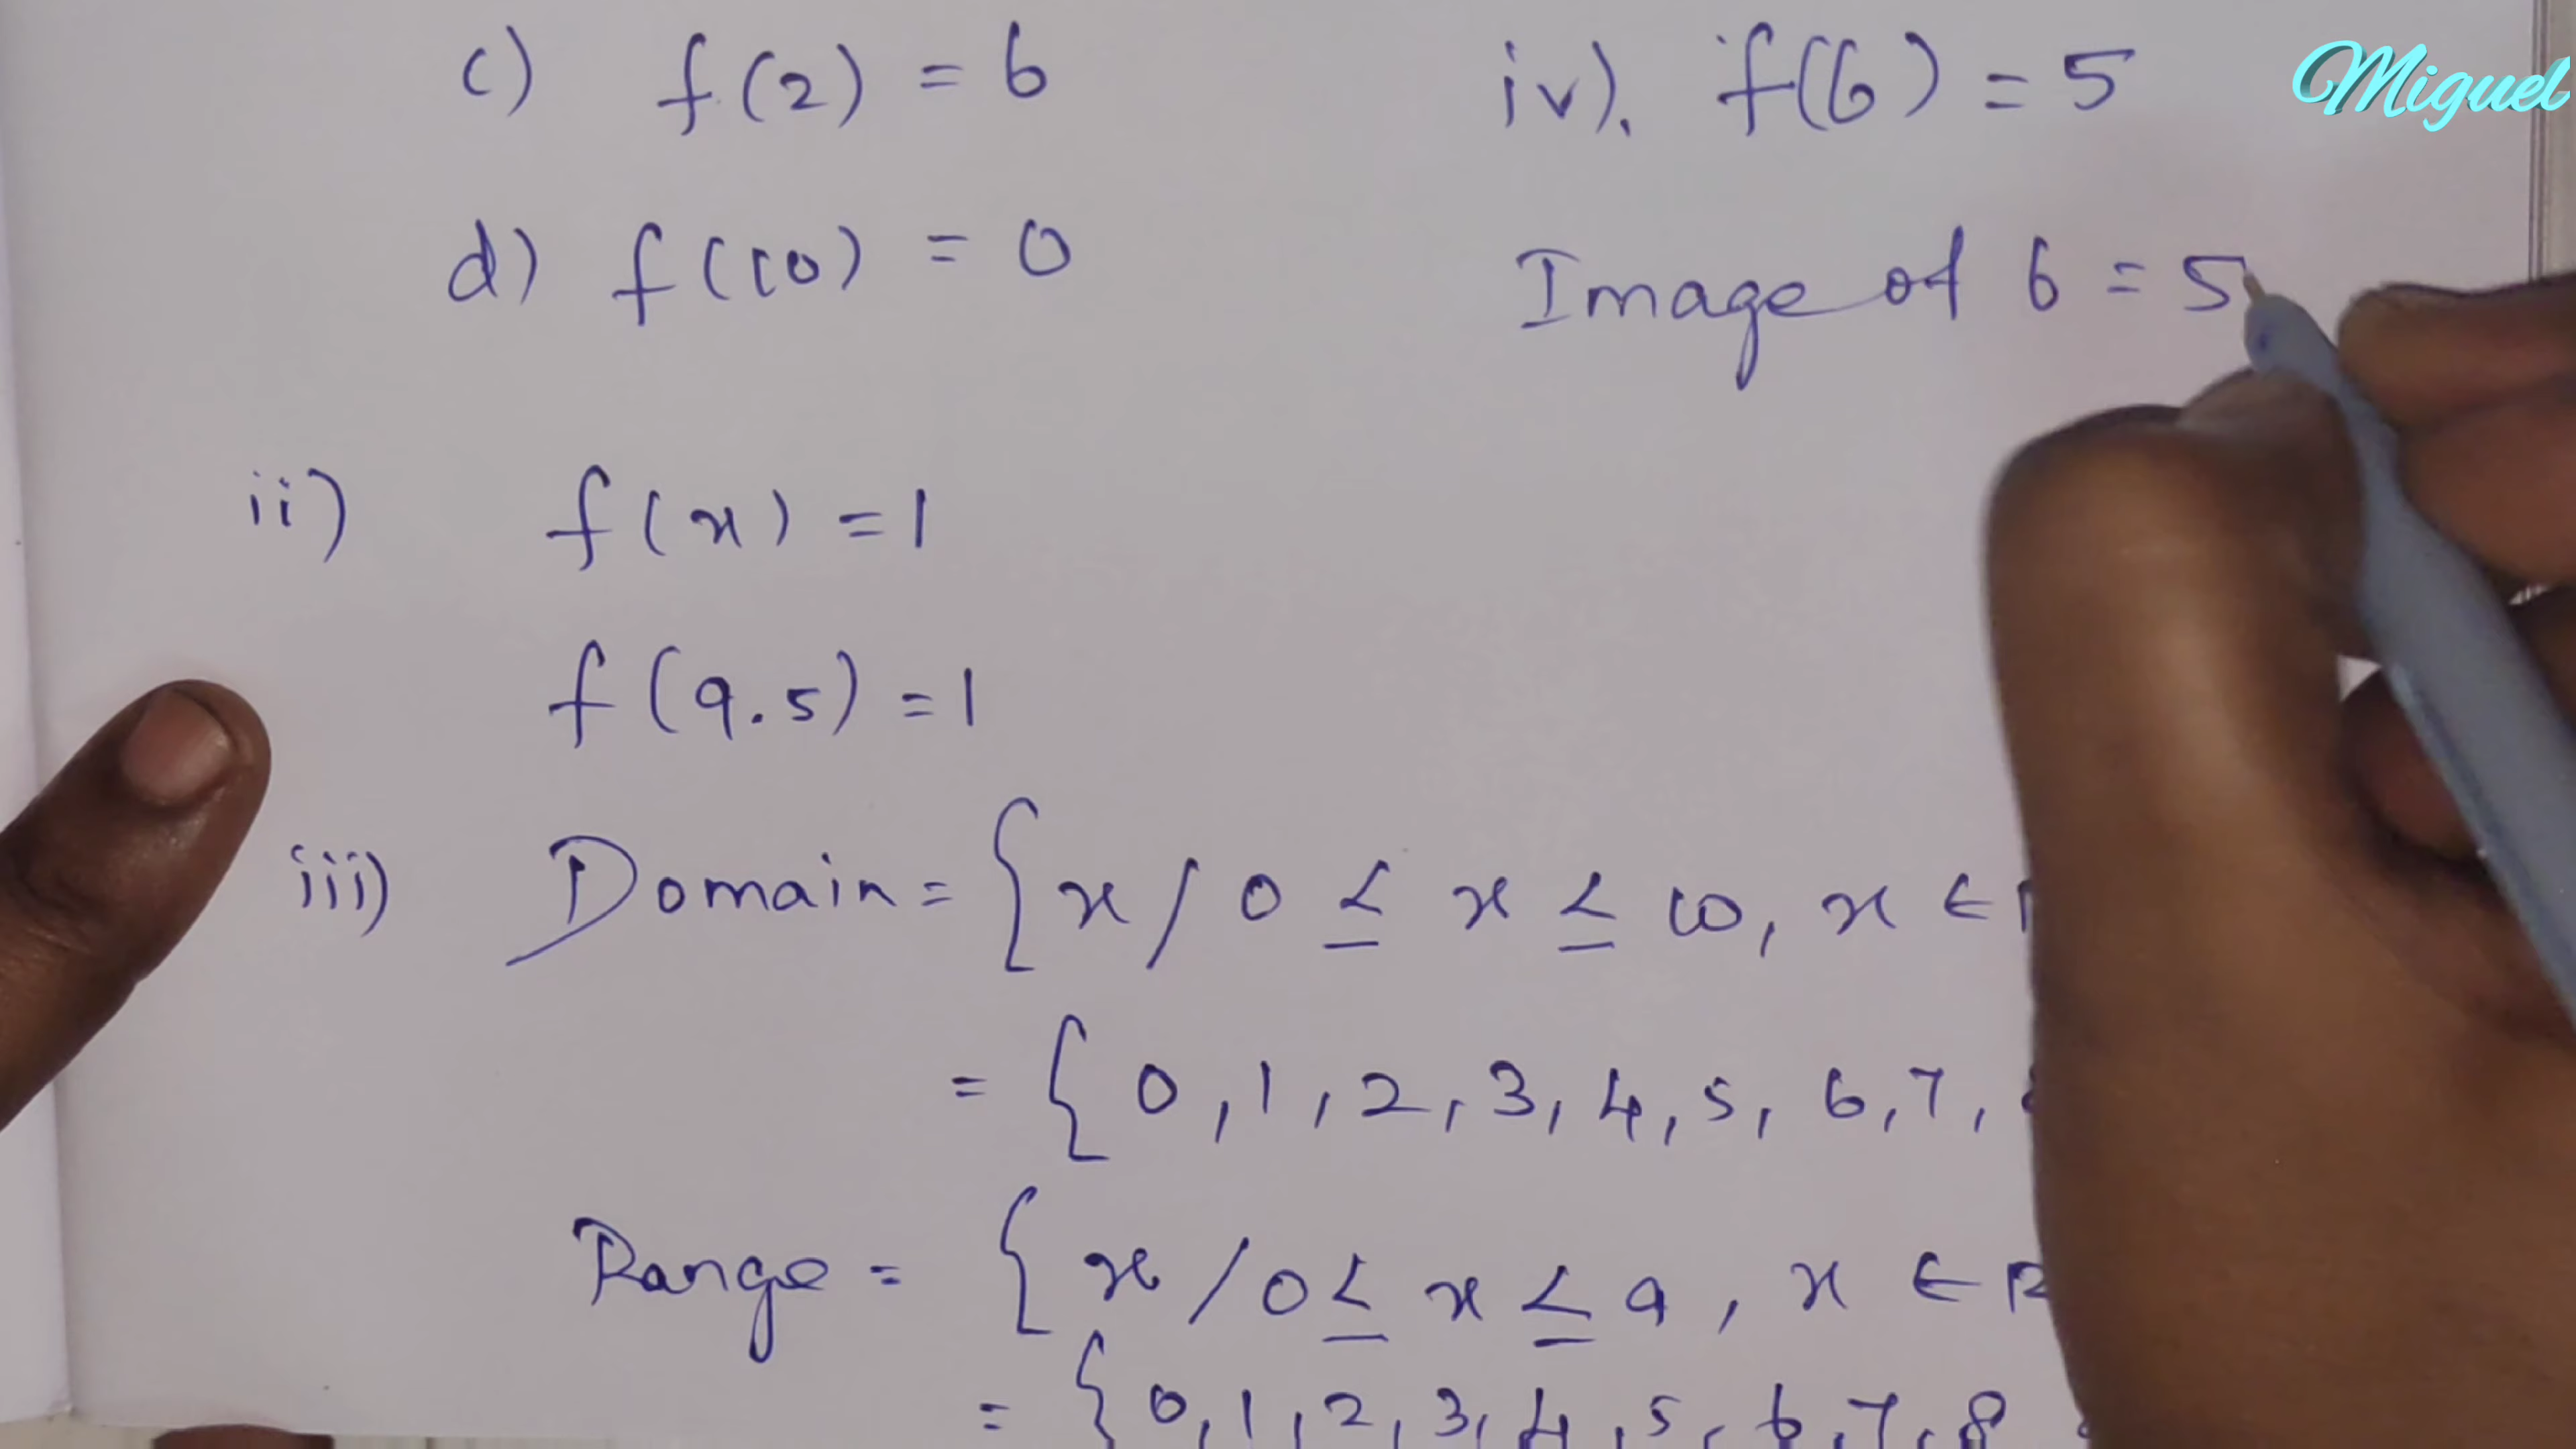 c) f(2) = 6
d) f(10) = 0
iv). f(6) = 5
Image of 6 = 5
Miguel
ii) f(x) = 1
f(9.5) = 1
iii) Domain = { x / 0 ≤ x ≤ 10, x ∈
= { 0, 1, 2, 3, 4, 5, 6, 7,
Range = { x / 0 ≤ x ≤ 9, x ∈ R
= { 0, 1, 2, 3, 4, 5, 6, 7, 8